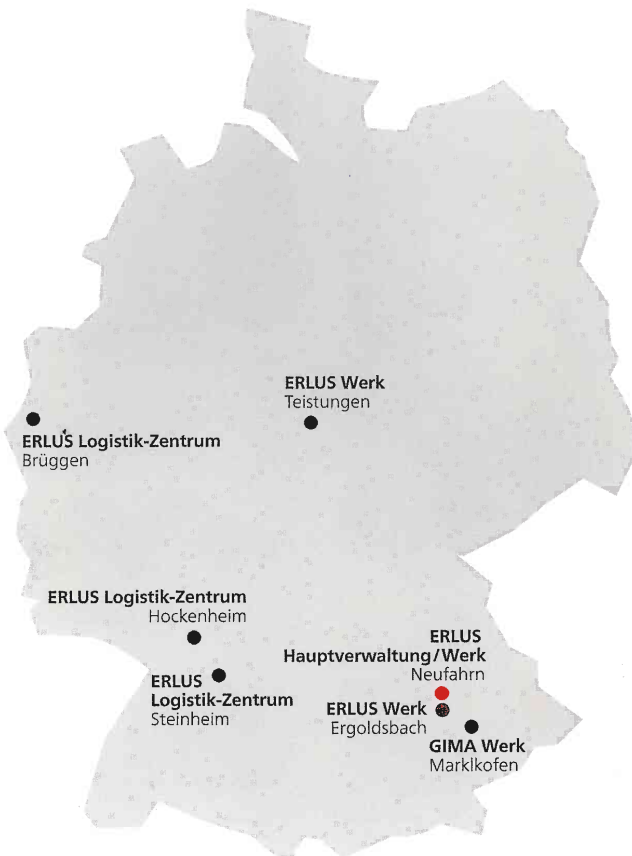 ERLUS Werk
Teistungen
ERLUS Logistik-Zentrum
Brüggen
ERLUS Logistik-Zentrum
Hockenheim
ERLUS
Logistik-Zentrum
Steinheim
ERLUS
Hauptverwaltung/Werk
Neufahrn
ERLUS Werk
Ergoldsbach
GIMA Werk
Marklkofen